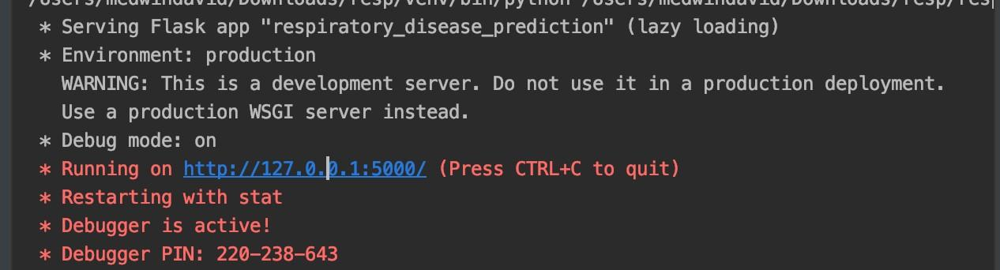 /Users/medwindavid/Downloads/resp/venv/bin/python /Users/medwindavid/Downloads/resp/resp
* Serving Flask app "respiratory_disease_prediction" (lazy loading)
* Environment: production
WARNING: This is a development server. Do not use it in a production deployment.
Use a production WSGI server instead.
* Debug mode: on
* Running on http://127.0.0.1:5000/ (Press CTRL+C to quit)
* Restarting with stat
* Debugger is active!
* Debugger PIN: 220-238-643